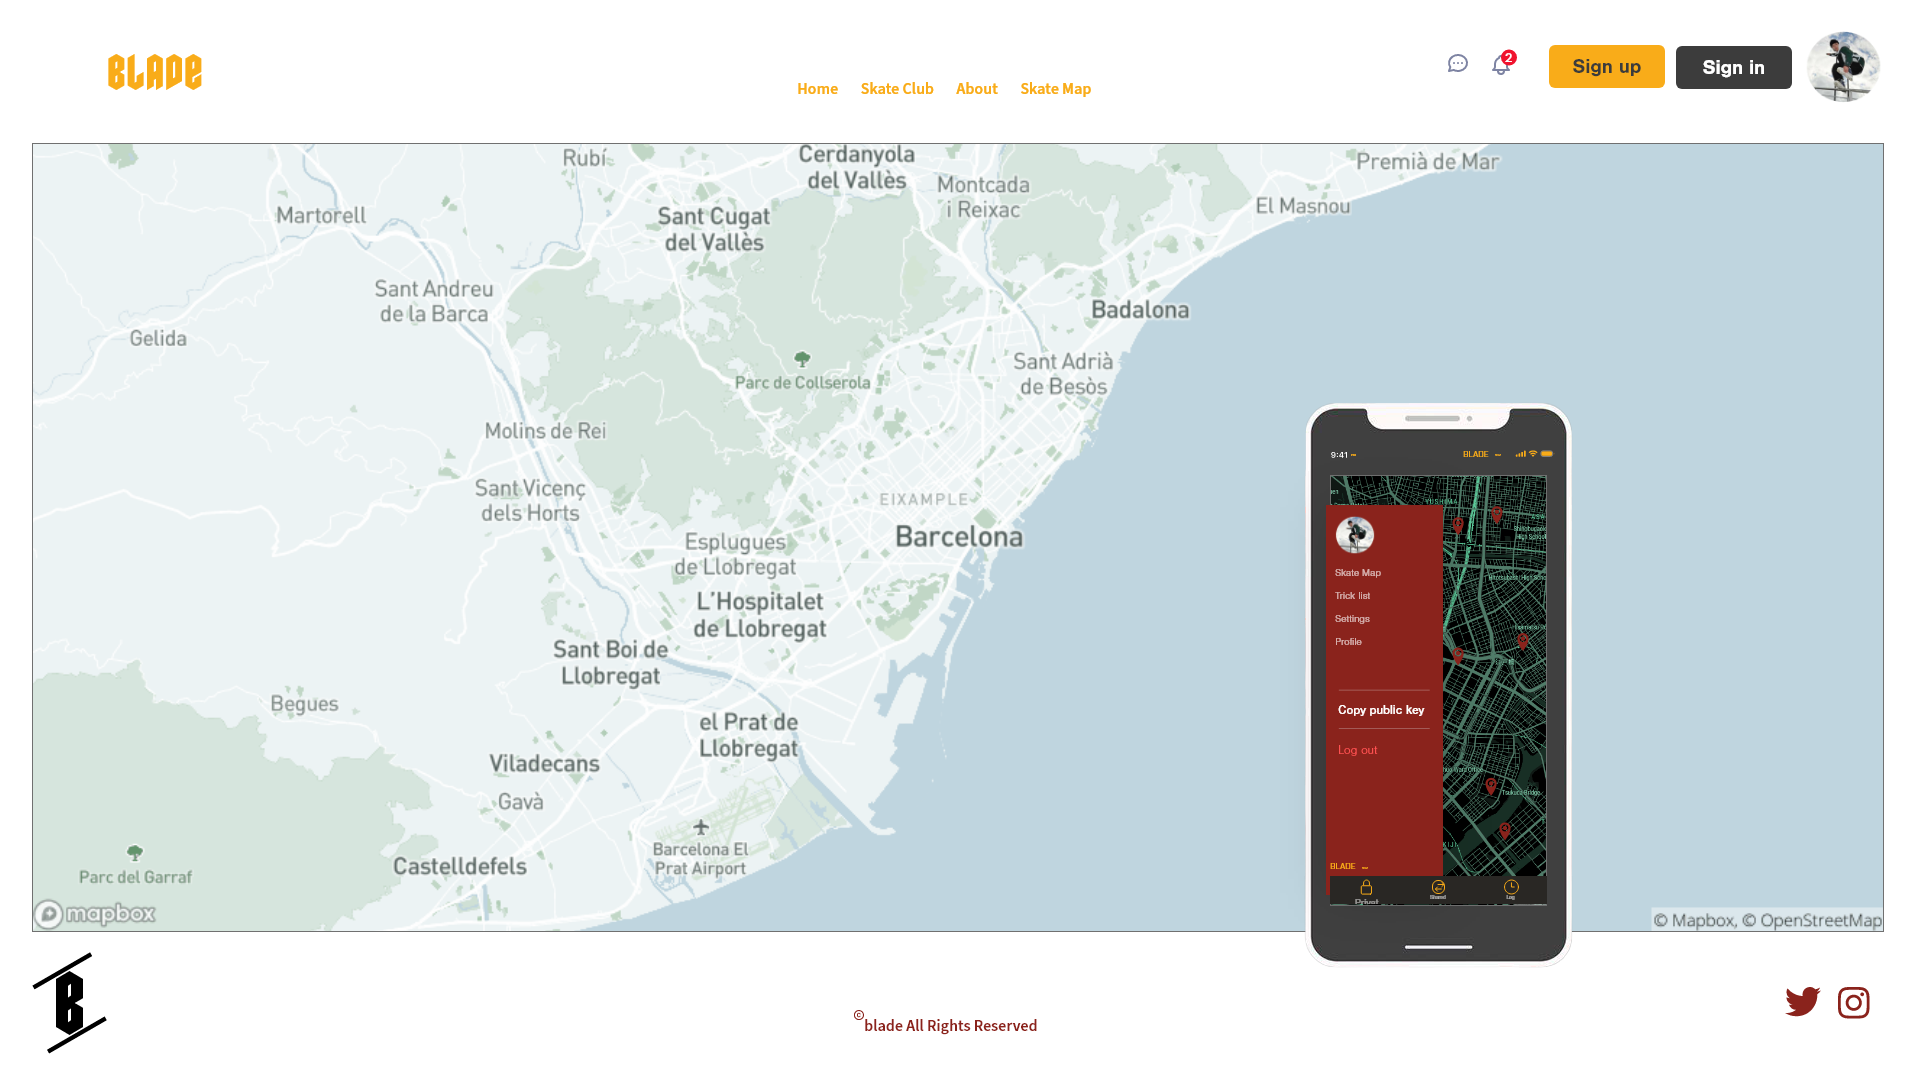 BLADE
Home
Skate Club
About
Skate Map
2
Sign up
Sign in
Rubí
Cerdanyola
del Vallès
Premià de Mar
Montcada
i Reixac
El Masnou
Martorell
Sant Cugat
del Vallès
Sant Andreu
de la Barca
Badalona
Gelida
Sant Adrià
de Besòs
Parc de Collserola
Molins de Rei
Sant Vicenç
dels Horts
EIXAMPLE
Barcelona
Esplugues
de Llobregat
L'Hospitalet
de Llobregat
Sant Boi de
Llobregat
Begues
el Prat de
Llobregat
Viladecans
Gavà
Barcelona El
Prat Airport
Castelldefels
Parc del Garraf
mapbox
© Mapbox, © OpenStreetMap
9:41
BLADE
YUSHIMA
Skate Map
Trick list
Settings
Profile
Copy public key
Log out
Tsukuda Bridge
BLADE
Shared
Log
B
© blade All Rights Reserved